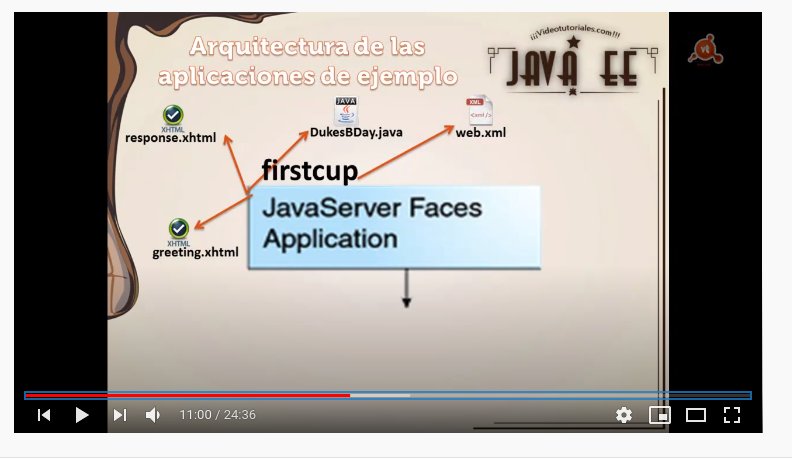 Arquitectura de las
aplicaciones de ejemplo
¡¡¡Videotutoriales.com!!!
JAVA EE
XHTML
response.xhtml
JAVA
DukesBDay.java
XML
web.xml
firstcup
JavaServer Faces
Application
XHTML
greeting.xhtml
11:00 / 24:36